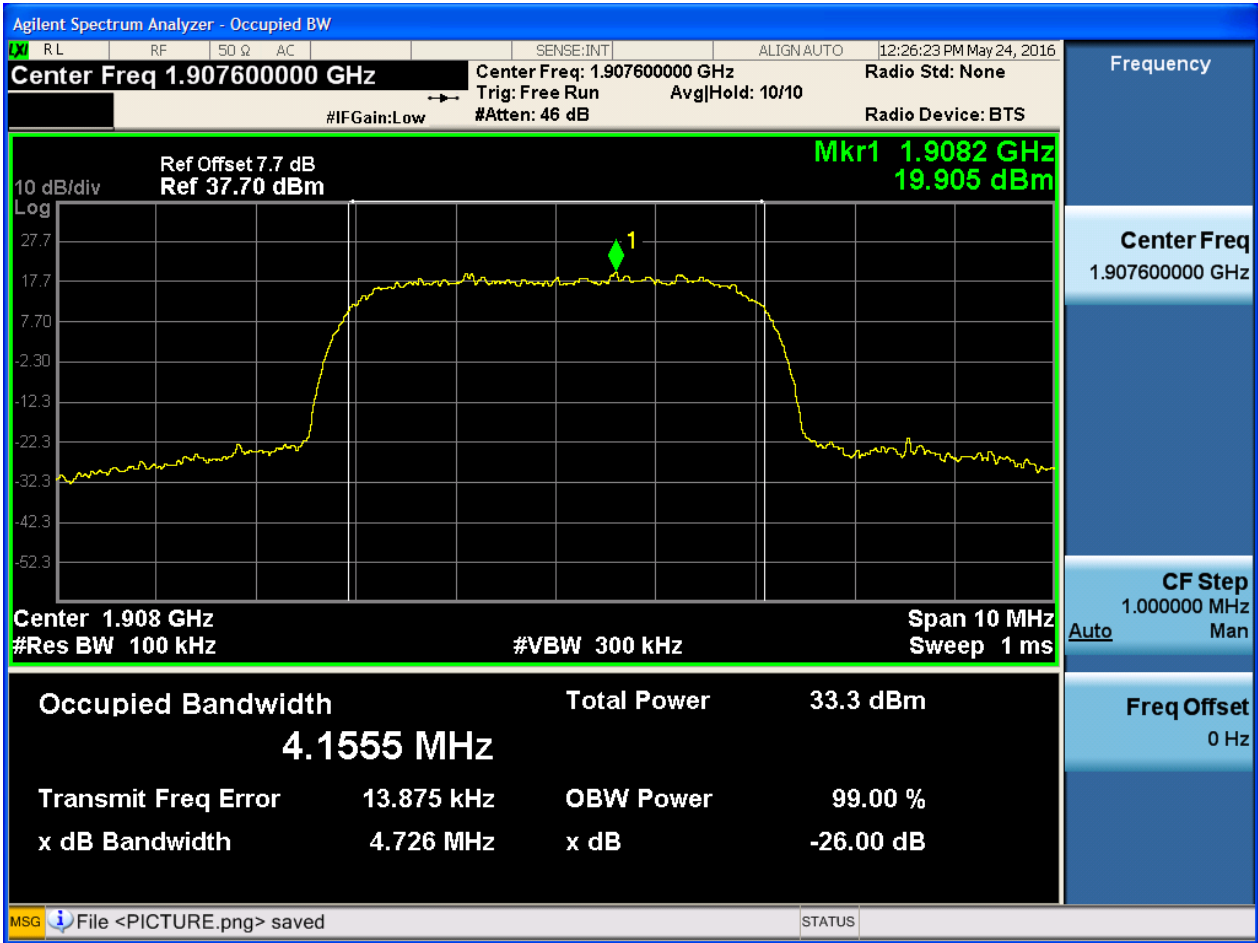 Agilent Spectrum Analyzer - Occupied BW
LXI RL RF 50 Ω AC SENSE:INT ALIGN AUTO 12:26:23 PM May 24, 2016
Center Freq 1.907600000 GHz
Center Freq: 1.907600000 GHz
Radio Std: None
Trig: Free Run Avg|Hold: 10/10
#IFGain:Low
#Atten: 46 dB
Radio Device: BTS
Frequency
Mkr1 1.9082 GHz
19.905 dBm
Ref Offset 7.7 dB
10 dB/div Ref 37.70 dBm
Log
27.7
17.7
7.70
-2.30
-12.3
-22.3
-32.3
-42.3
-52.3
1
Center Freq
1.907600000 GHz
Center 1.908 GHz Span 10 MHz
#Res BW 100 kHz #VBW 300 kHz Sweep 1 ms
CF Step
1.000000 MHz
Auto Man
Occupied Bandwidth Total Power 33.3 dBm
4.1555 MHz
Transmit Freq Error 13.875 kHz OBW Power 99.00 %
x dB Bandwidth 4.726 MHz x dB -26.00 dB
Freq Offset
0 Hz
MSG File <PICTURE.png> saved STATUS